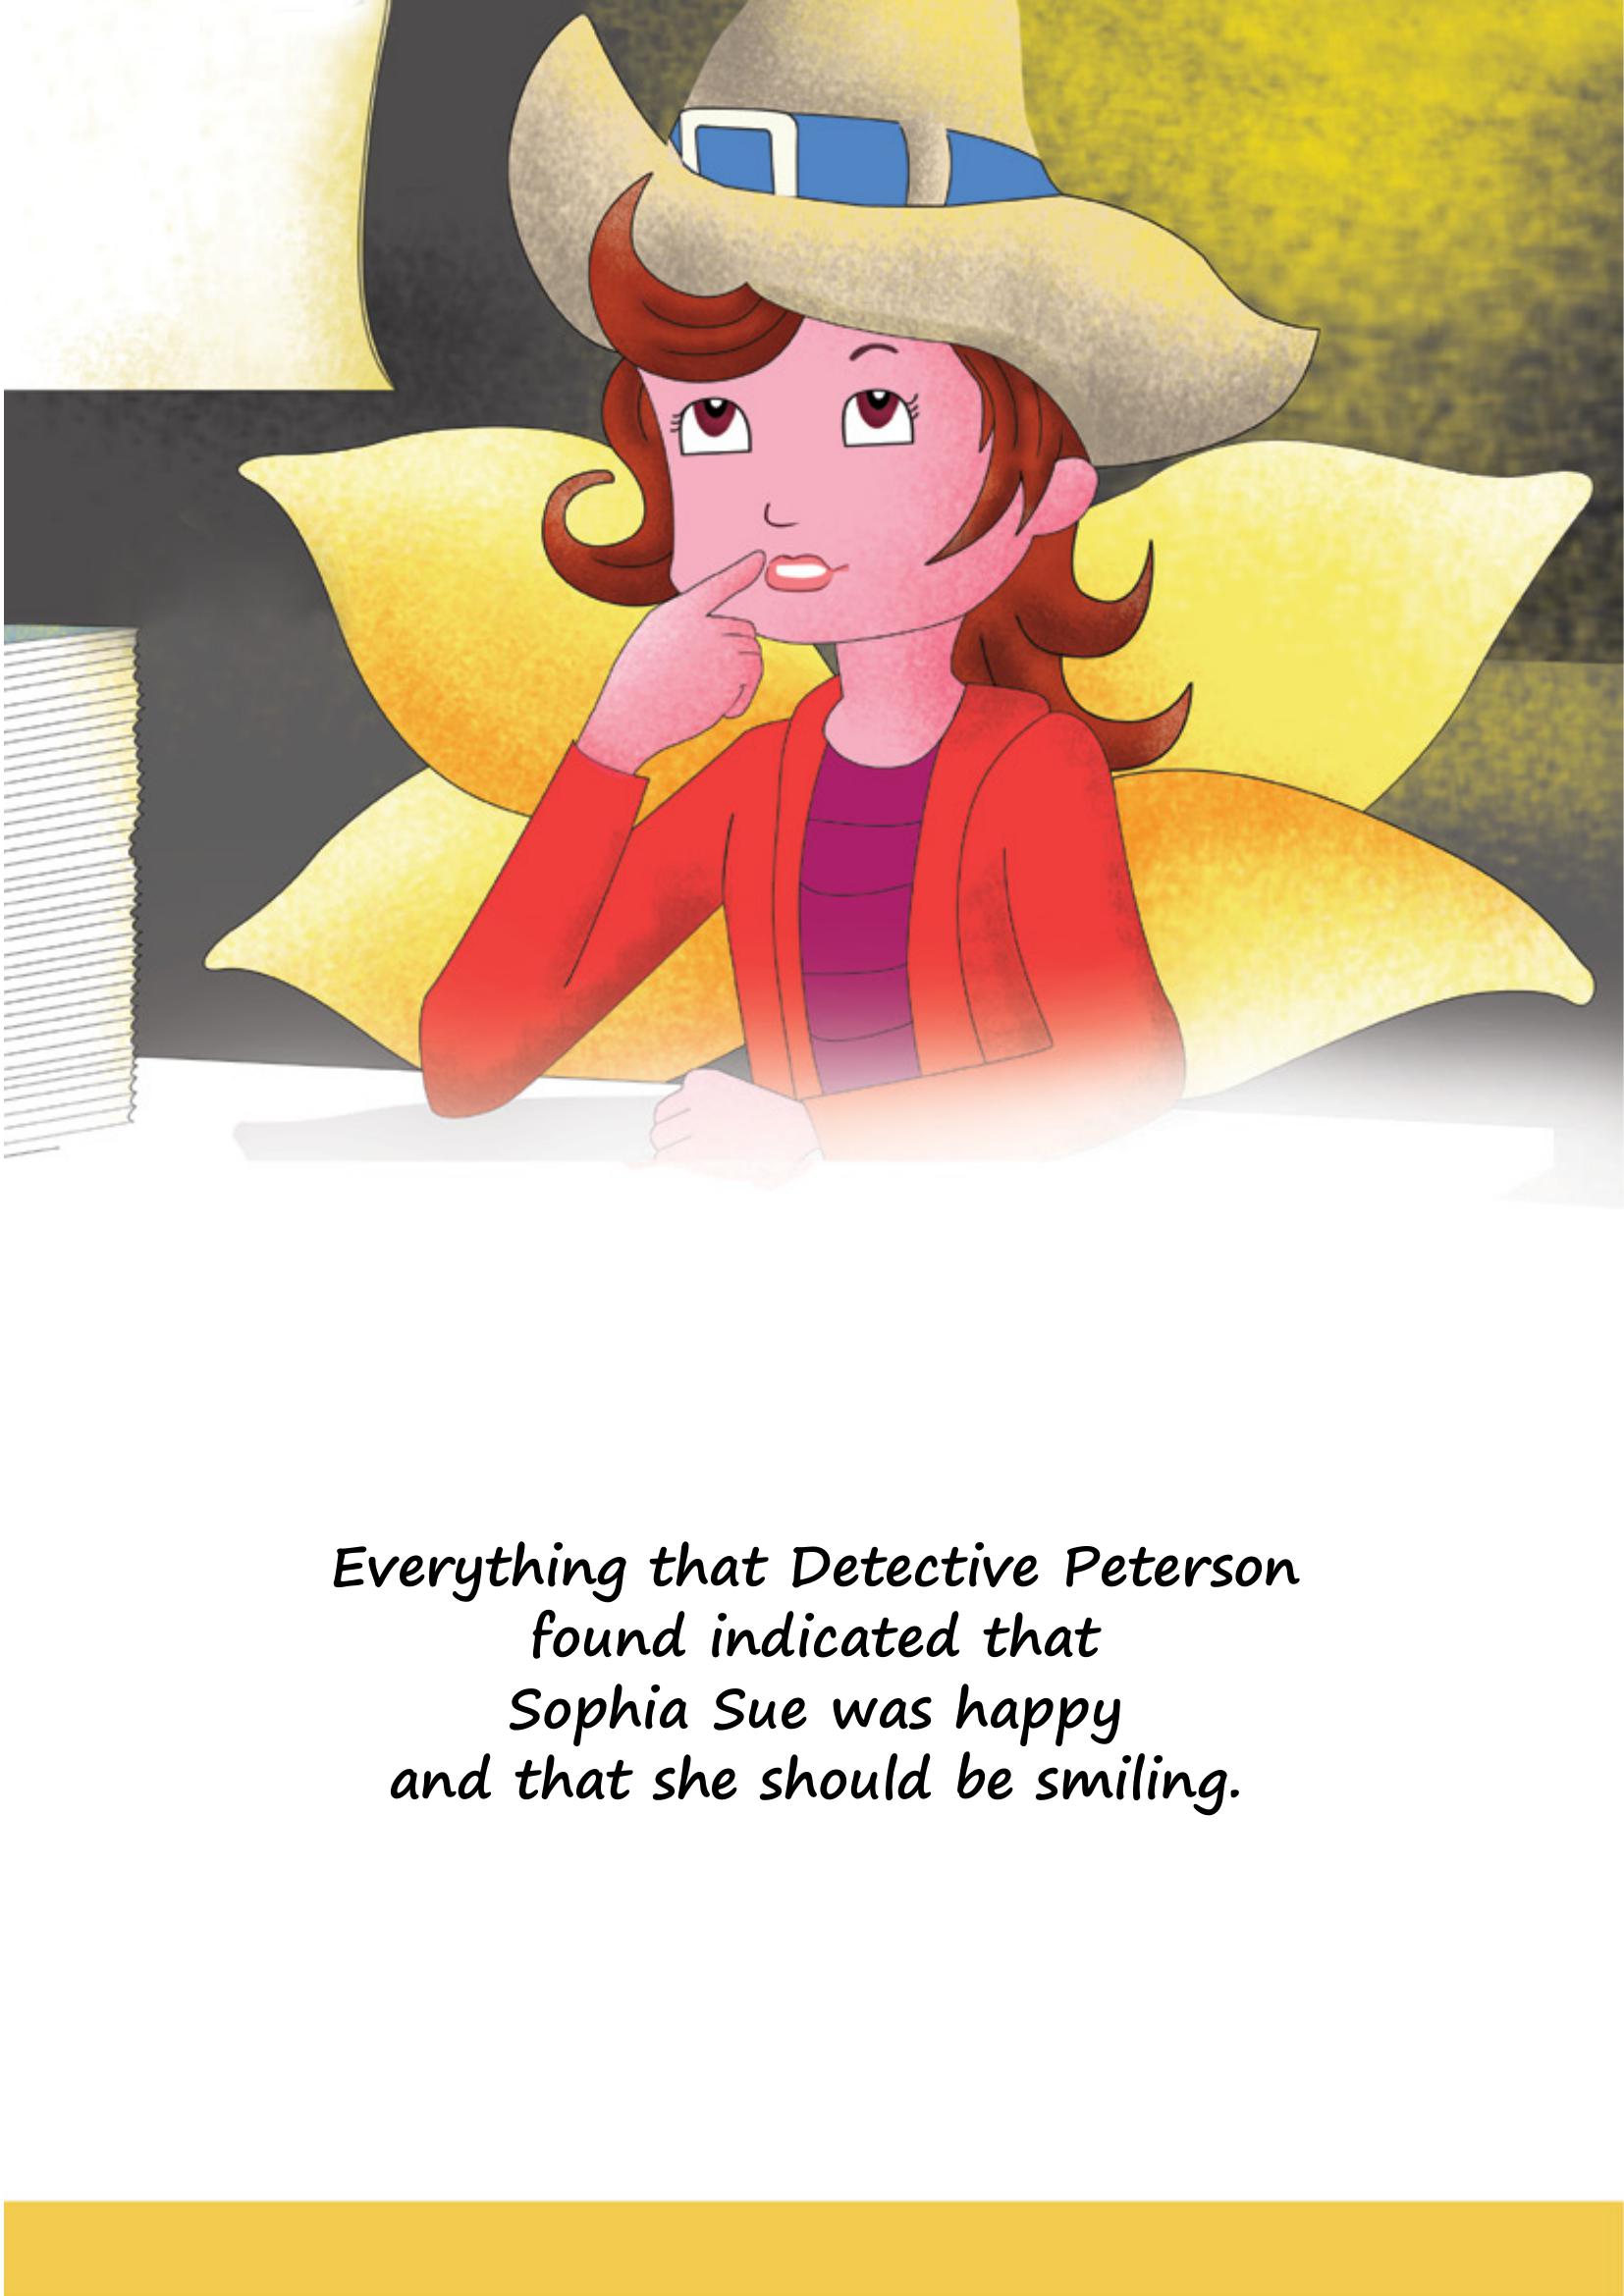 Everything that Detective Peterson
found indicated that
Sophia Sue was happy
and that she should be smiling.